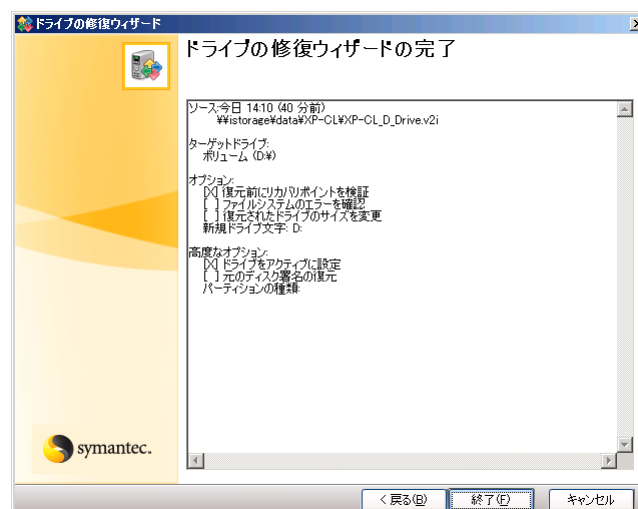 ドライブの修復ウィザード
ドライブの修復ウィザードの完了
ソース:今日 14:10 (40 分前)
¥¥istorage¥data¥XP-CL¥XP-CL_D_Drive.v2i
ターゲットドライブ:
ボリューム (D:¥)
オプション:
[X] 復元前にリカバリポイントを検証
[ ] ファイルシステムのエラーを確認
[ ] 復元されたドライブのサイズを変更
新規ドライブ文字: D:
高度なオプション:
[X] ドライブをアクティブに設定
[ ] 元のディスク署名の復元
パーティションの種類:
symantec.
< 戻る(B)
終了(F)
キャンセル